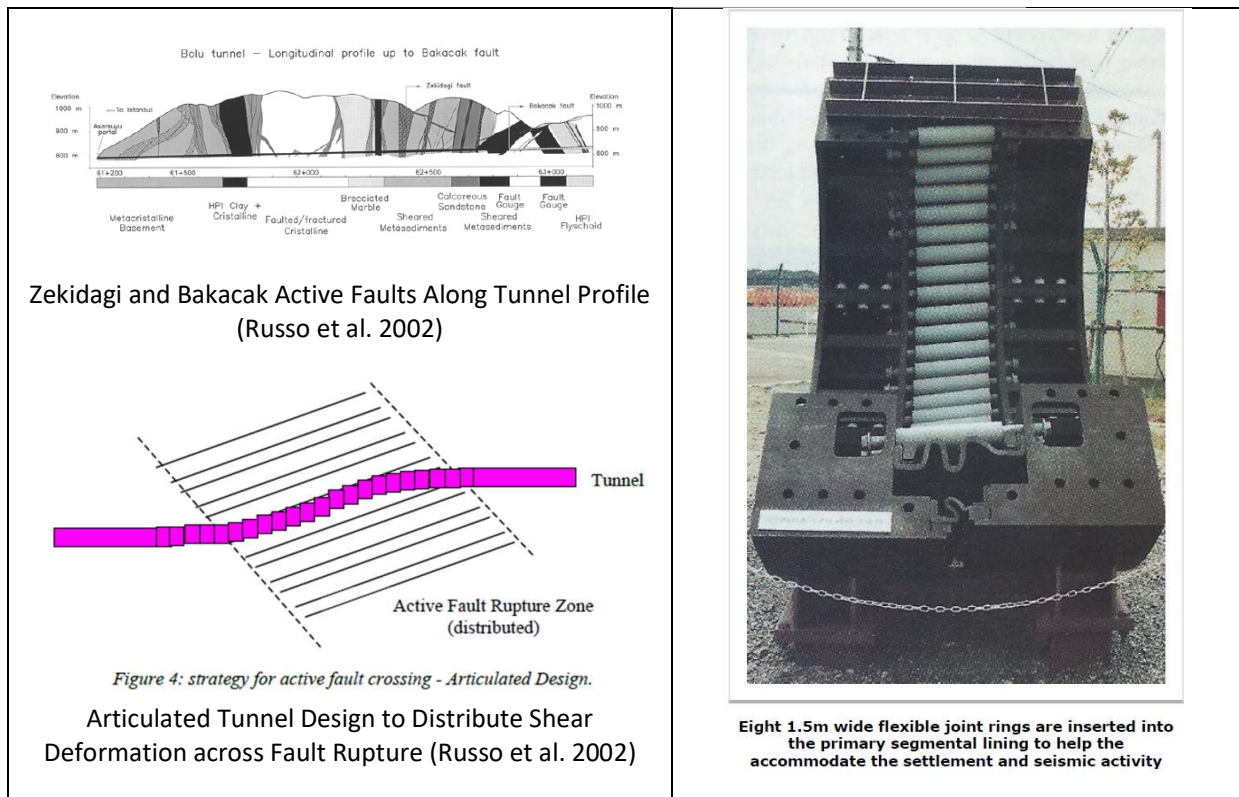 Bolu tunnel – Longitudinal profile up to Bakacak fault
Zekidagi fault
Elevation
1000 m
900 m
800 m
To Istanbul
Asarsuyu
portal
Bakacak fault
Elevation
1000 m
900 m
800 m
61+200
61+500
62+000
62+500
63+000
Metacristalline
Basement
HPI Clay +
Cristalline
Faulted/fractured
Cristalline
Brecciated
Marble
Sheared
Metasediments
Calcareous
Sandstone
Sheared
Metasediments
Fault
Gouge
Fault
Gouge
HPI
Flyschoid
Zekidagi and Bakacak Active Faults Along Tunnel Profile
(Russo et al. 2002)
Tunnel
Active Fault Rupture Zone
(distributed)
Figure 4: strategy for active fault crossing - Articulated Design.
Articulated Tunnel Design to Distribute Shear
Deformation across Fault Rupture (Russo et al. 2002)
Eight 1.5m wide flexible joint rings are inserted into
the primary segmental lining to help the
accommodate the settlement and seismic activity